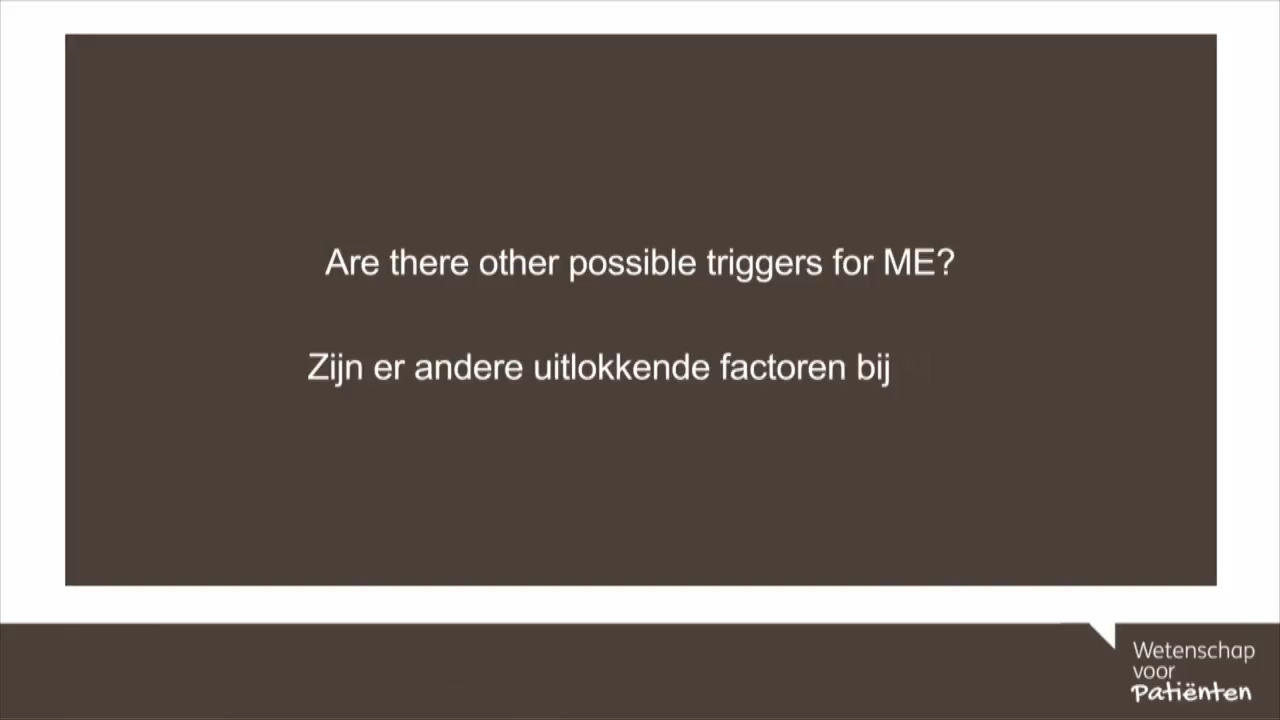 Are there other possible triggers for ME?
Zijn er andere uitlokkende factoren bij
Wetenschap
voor
Patiënten